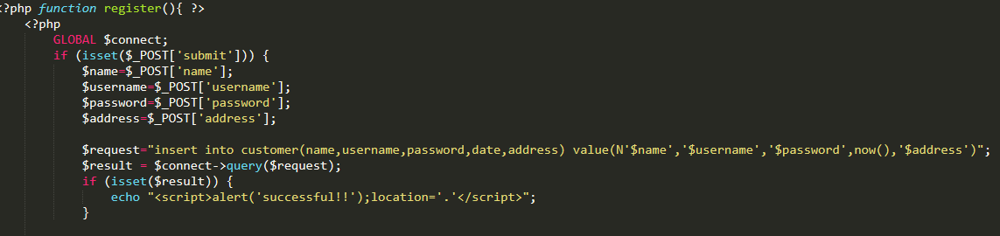 <?php function register(){ ?>
<?php
GLOBAL $connect;
if (isset($_POST['submit'])) {
$name=$_POST['name'];
$username=$_POST['username'];
$password=$_POST['password'];
$address=$_POST['address'];
$request="insert into customer(name,username,password,date,address) value(N'$name','$username','$password',now(),'$address')";
$result = $connect->query($request);
if (isset($result)) {
echo "<script>alert('successful!!');location='.'</script>";
}